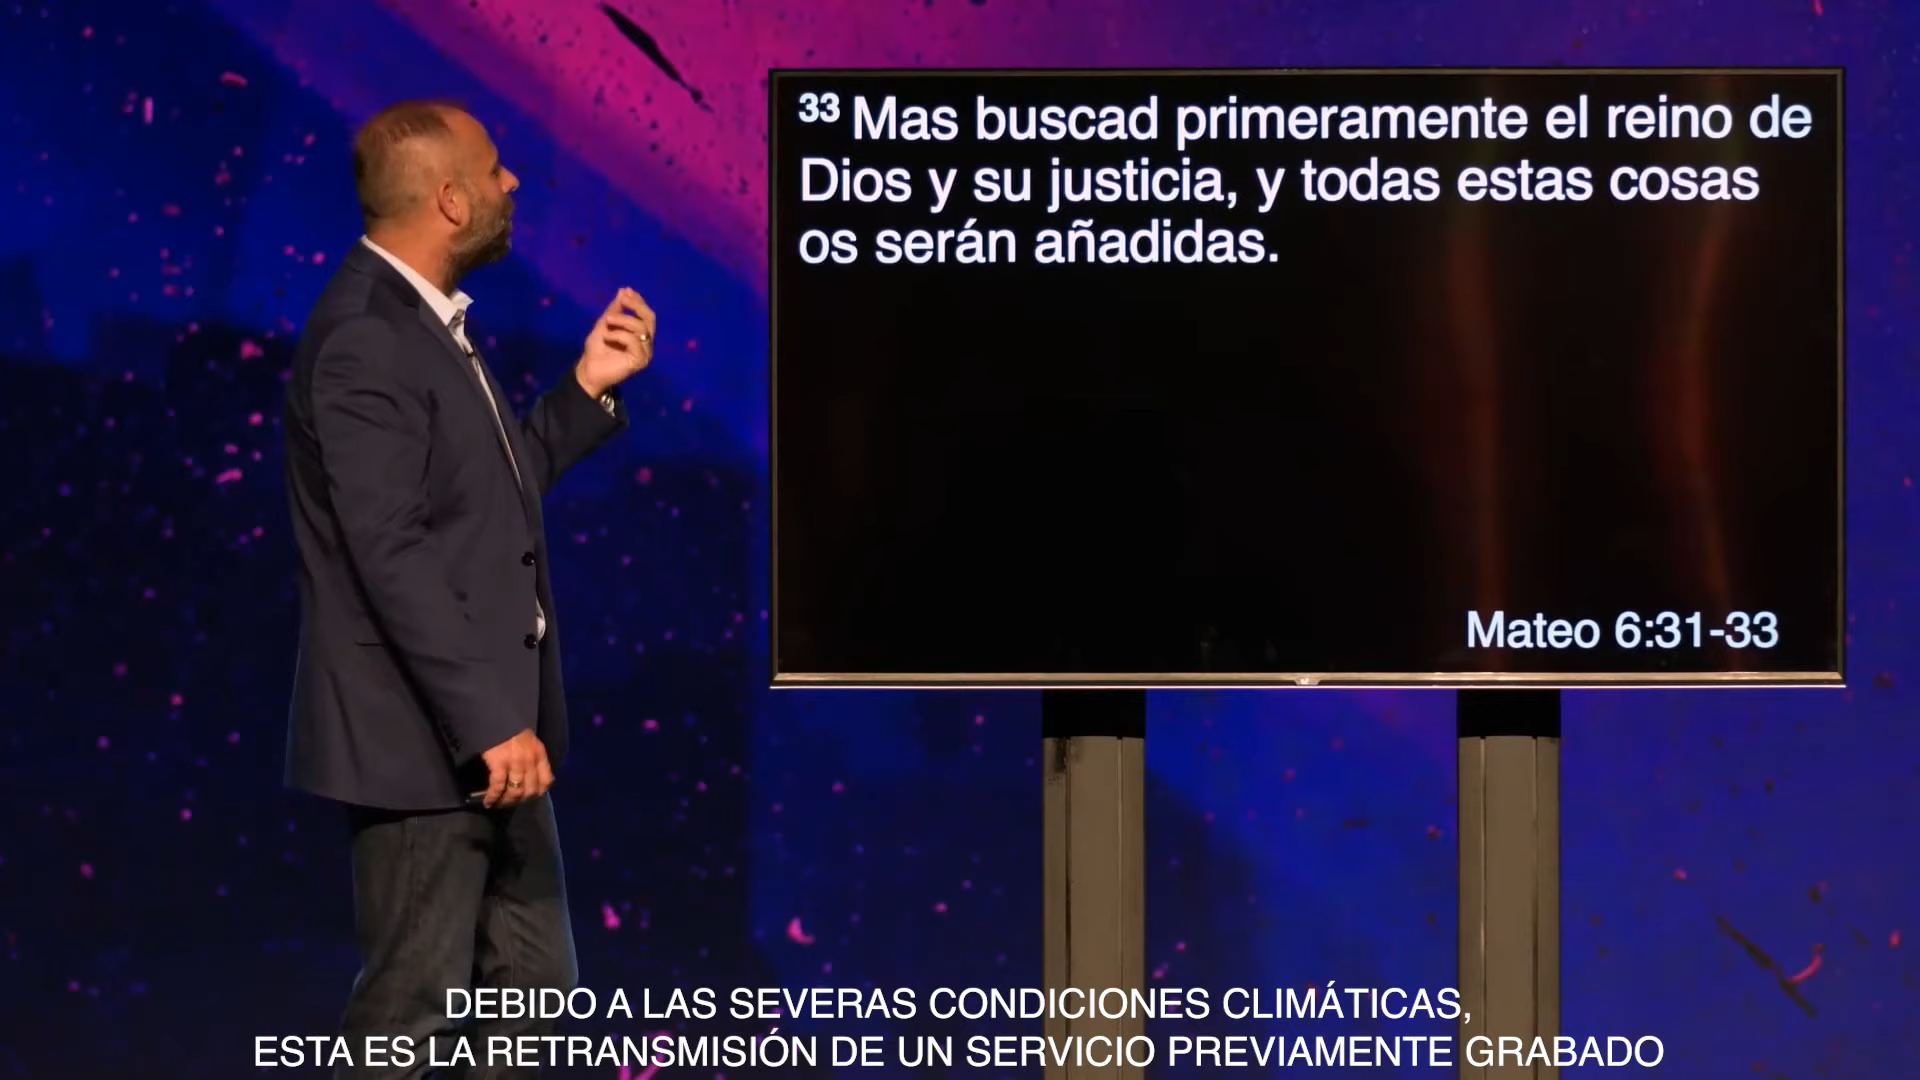 33 Mas buscad primeramente el reino de
Dios y su justicia, y todas estas cosas
os serán añadidas.
Mateo 6:31-33
DEBIDO A LAS SEVERAS CONDICIONES CLIMÁTICAS,
ESTA ES LA RETRANSMISIÓN DE UN SERVICIO PREVIAMENTE GRABADO